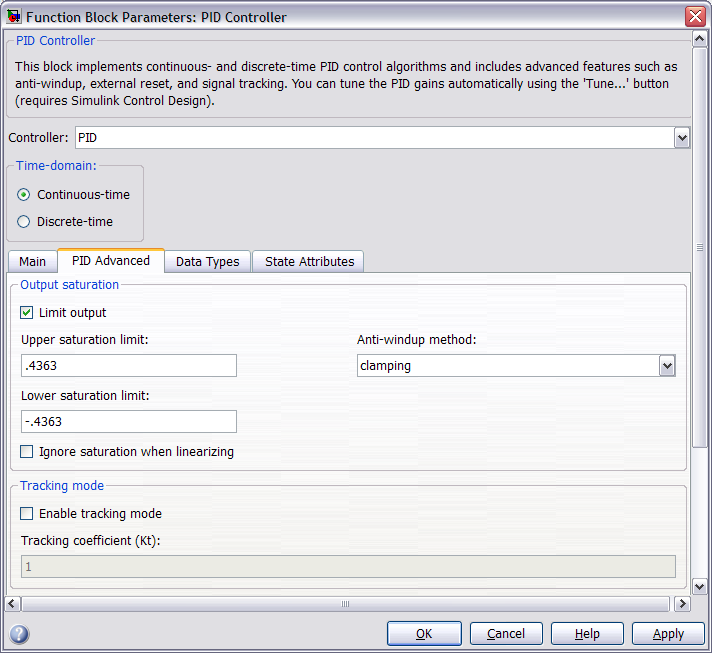 Function Block Parameters: PID Controller
PID Controller
This block implements continuous- and discrete-time PID control algorithms and includes advanced features such as
anti-windup, external reset, and signal tracking. You can tune the PID gains automatically using the 'Tune...' button
(requires Simulink Control Design).
Controller: PID
Time-domain:
Continuous-time
Discrete-time
Main PID Advanced Data Types State Attributes
Output saturation
Limit output
Upper saturation limit: Anti-windup method:
.4363 clamping
Lower saturation limit:
-.4363
Ignore saturation when linearizing
Tracking mode
Enable tracking mode
Tracking coefficient (Kt):
1
? OK Cancel Help Apply